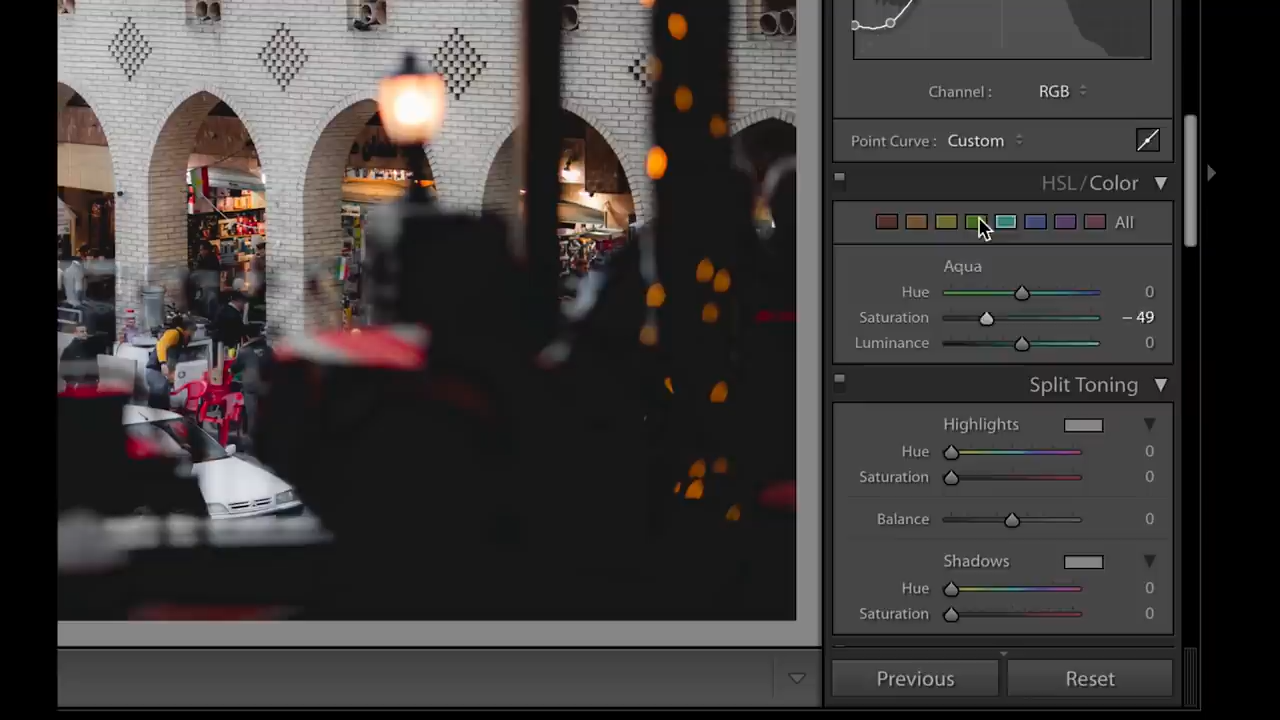 Channel : RGB
Point Curve : Custom
HSL / Color
All
Aqua
Hue 0
Saturation – 49
Luminance 0
Split Toning
Highlights
Hue 0
Saturation 0
Balance 0
Shadows
Hue 0
Saturation 0
Previous Reset